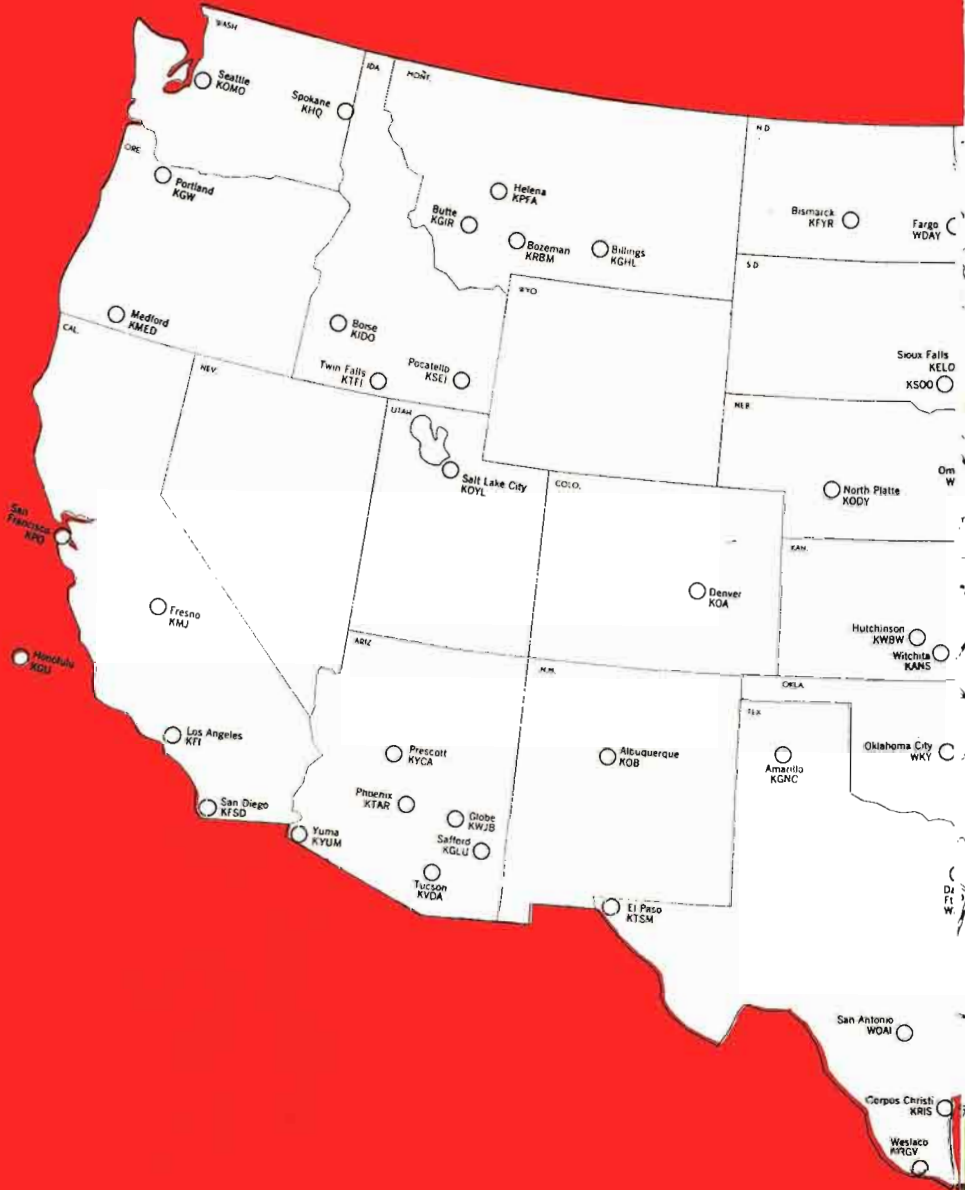 WASH.
Seattle
KOMO
Spokane
KHQ
IDA.
MONT.
N.D.
ORE.
Portland
KGW
Helena
KPFA
Butte
KGIR
Bozeman
KRBM
Billings
KGHL
Bismarck
KFYR
Fargo
WDAY
S.D.
WYO.
Medford
KMED
CAL.
Boise
KIDO
Twin Falls
KTFI
Pocatello
KSEI
NEV.
Sioux Falls
KELO
KSOO
UTAH
NEB.
Salt Lake City
KDYL
COLO.
North Platte
KODY
Om
W
San
Francisco
KPO
KAN.
Denver
KOA
Fresno
KMJ
Hutchinson
KWBW
Witchita
KANS
Honolulu
KGU
ARIZ.
N.M.
OKLA.
TEX.
Los Angeles
KFI
Prescott
KYCA
Albuquerque
KOB
Amarillo
KGNC
Oklahoma City
WKY
San Diego
KFSD
Phoenix
KTAR
Globe
KWJB
Yuma
KYUM
Safford
KGLU
Tucson
KVOA
El Paso
KTSM
Ft
W.
San Antonio
WOAI
Corpus Christi
KRIS
Weslaco
KRGV